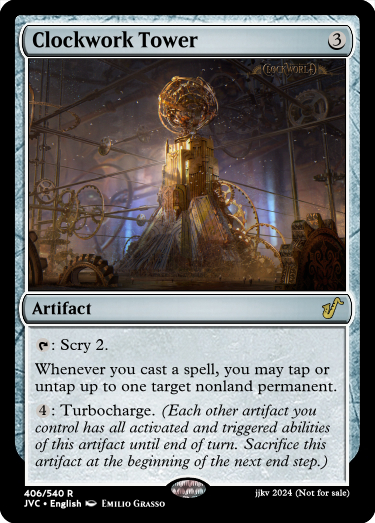 Clockwork Tower 3
CLOCKWORLD
Artifact
: Scry 2.
Whenever you cast a spell, you may tap or
untap up to one target nonland permanent.
4 : Turbocharge. (Each other artifact you
control has all activated and triggered abilities
of this artifact until end of turn. Sacrifice this
artifact at the beginning of the next end step.)
406/540 R
JVC • English Emilio Grasso
jjkv 2024 (Not for sale)